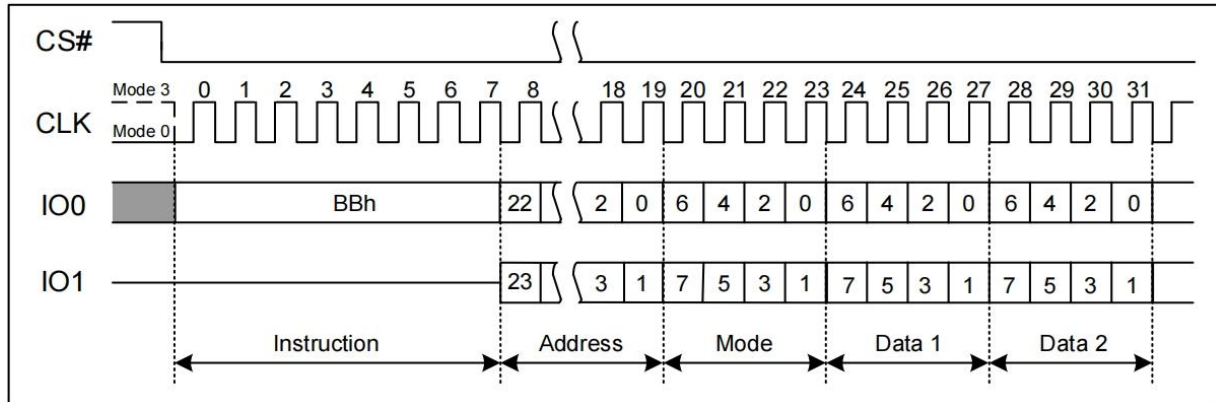 CS#
Mode 3 0 1 2 3 4 5 6 7 8 18 19 20 21 22 23 24 25 26 27 28 29 30 31
CLK
Mode 0
IO0 BBh 22 2 0 6 4 2 0 6 4 2 0 6 4 2 0
IO1 23 3 1 7 5 3 1 7 5 3 1 7 5 3 1
Instruction Address Mode Data 1 Data 2